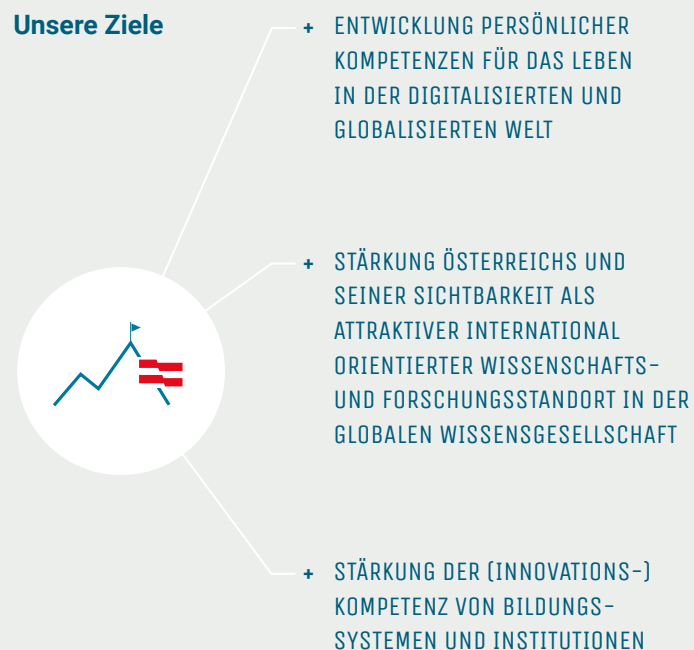 Unsere Ziele
+ ENTWICKLUNG PERSÖNLICHER
KOMPETENZEN FÜR DAS LEBEN
IN DER DIGITALISIERTEN UND
GLOBALISIERTEN WELT
+ STÄRKUNG ÖSTERREICHS UND
SEINER SICHTBARKEIT ALS
ATTRAKTIVER INTERNATIONAL
ORIENTIERTER WISSENSCHAFTS-
UND FORSCHUNGSSTANDORT IN DER
GLOBALEN WISSENSGESELLSCHAFT
+ STÄRKUNG DER (INNOVATIONS-)
KOMPETENZ VON BILDUNGS-
SYSTEMEN UND INSTITUTIONEN